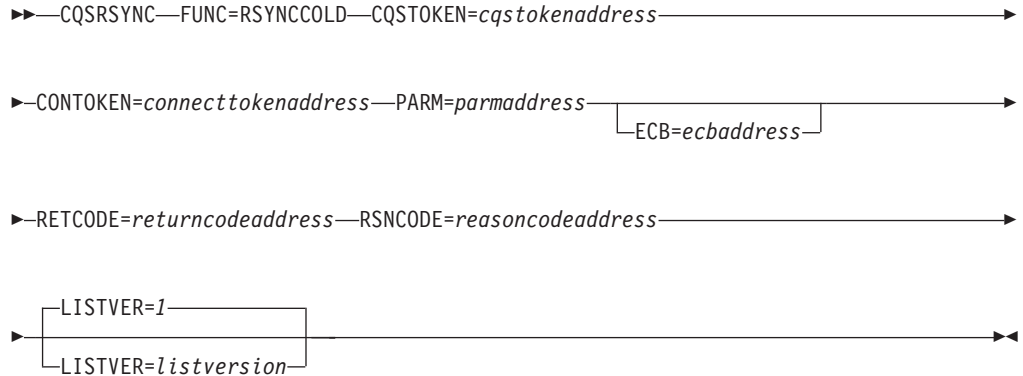 CQSRSYNC FUNC=RSYNCCOLD CQSTOKEN=cqstokenaddress
CONTOKEN=connecttokenaddress PARM=parmaddress
ECB=ecbaddress
RETCODE=returncodeaddress RSNCODE=reasoncodeaddress
LISTVER=1
LISTVER=listversion